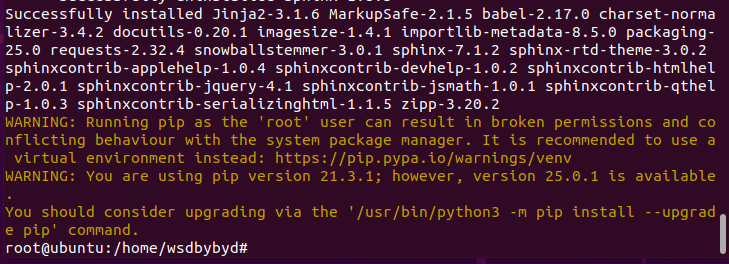 Successfully installed Jinja2-3.1.6 MarkupSafe-2.1.5 babel-2.17.0 charset-norma
lizer-3.4.2 docutils-0.20.1 imagesize-1.4.1 importlib-metadata-8.5.0 packaging-
25.0 requests-2.32.4 snowballstemmer-3.0.1 sphinx-7.1.2 sphinx-rtd-theme-3.0.2
sphinxcontrib-applehelp-1.0.4 sphinxcontrib-devhelp-1.0.2 sphinxcontrib-htmlhel
p-2.0.1 sphinxcontrib-jquery-4.1 sphinxcontrib-jsmath-1.0.1 sphinxcontrib-qthel
p-1.0.3 sphinxcontrib-serializinghtml-1.1.5 zipp-3.20.2
WARNING: Running pip as the 'root' user can result in broken permissions and co
nflicting behaviour with the system package manager. It is recommended to use a
 virtual environment instead: https://pip.pypa.io/warnings/venv
WARNING: You are using pip version 21.3.1; however, version 25.0.1 is available
.
You should consider upgrading via the '/usr/bin/python3 -m pip install --upgrad
e pip' command.
root@ubuntu:/home/wsdbybyd#